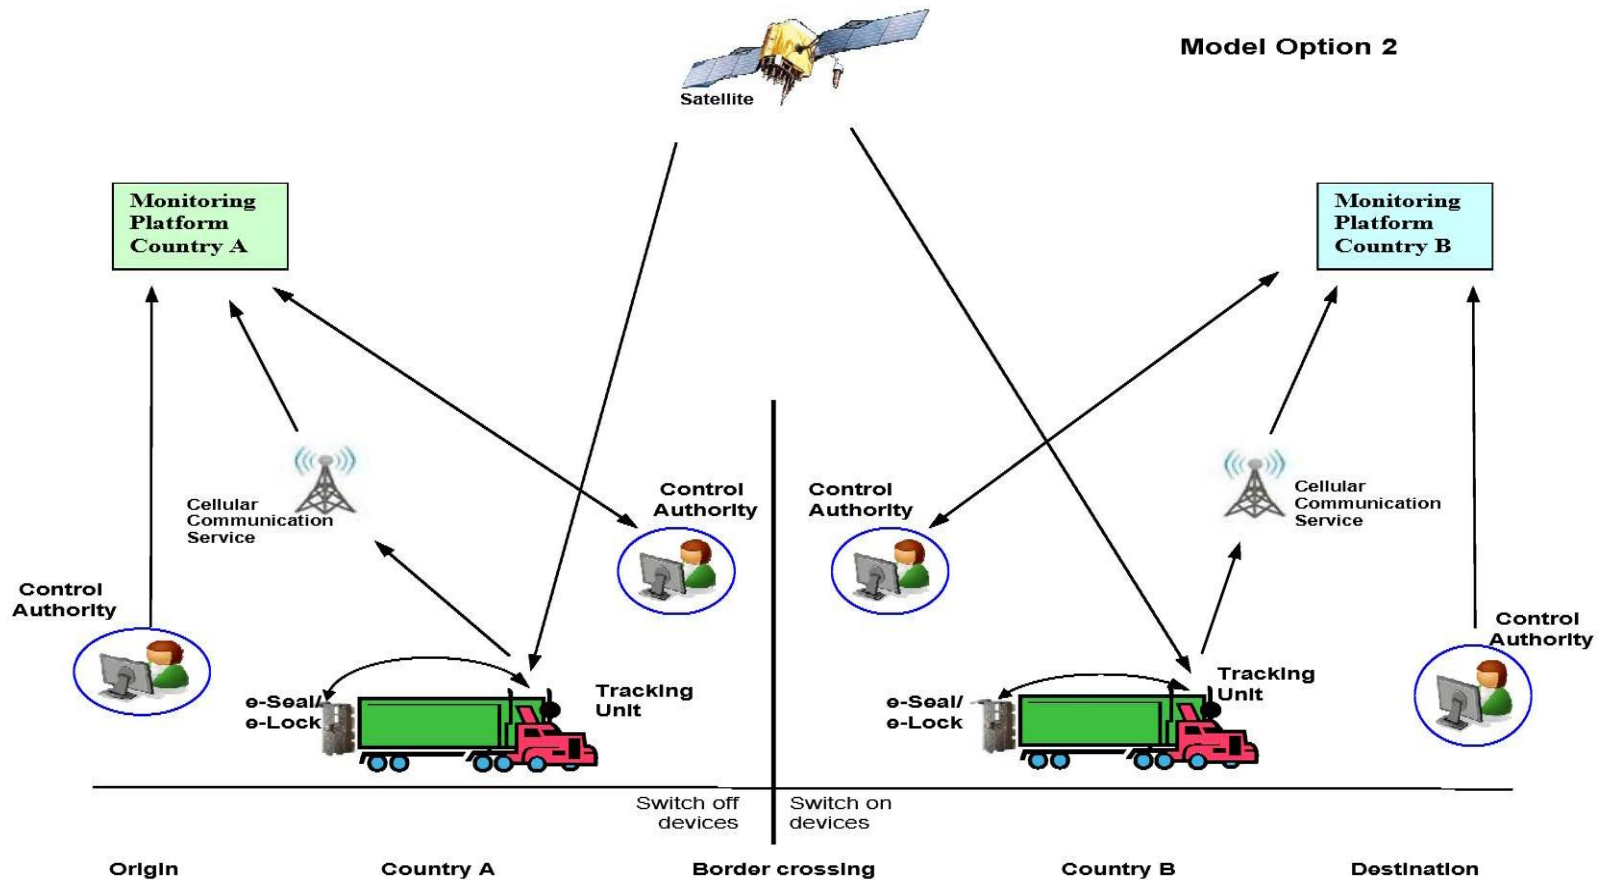 Model Option 2
Satellite
Monitoring
Platform
Country A
Monitoring
Platform
Country B
Cellular
Communication
Service
Control
Authority
Control
Authority
Cellular
Communication
Service
Control
Authority
Control
Authority
e-Seal/
e-Lock
Tracking
Unit
e-Seal/
e-Lock
Tracking
Unit
Switch off
devices
Switch on
devices
Origin
Country A
Border crossing
Country B
Destination